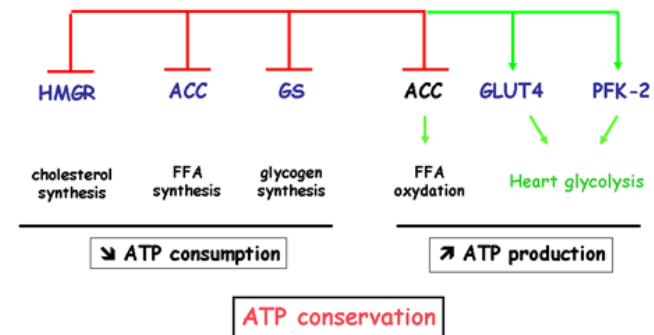 HMGR ACC GS ACC GLUT4 PFK-2
cholesterol synthesis
FFA synthesis
glycogen synthesis
FFA oxydation
Heart glycolysis
↘ ATP consumption
↗ ATP production
ATP conservation